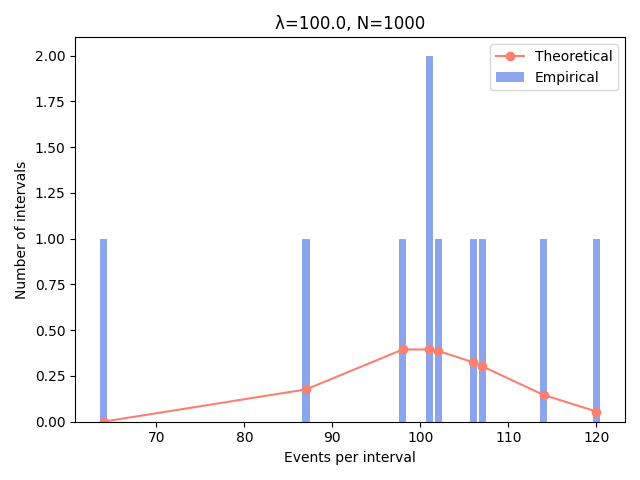 λ=100.0, N=1000
Theoretical
Empirical
Number of intervals
2.00
1.75
1.50
1.25
1.00
0.75
0.50
0.25
0.00
70 80 90 100 110 120
Events per interval